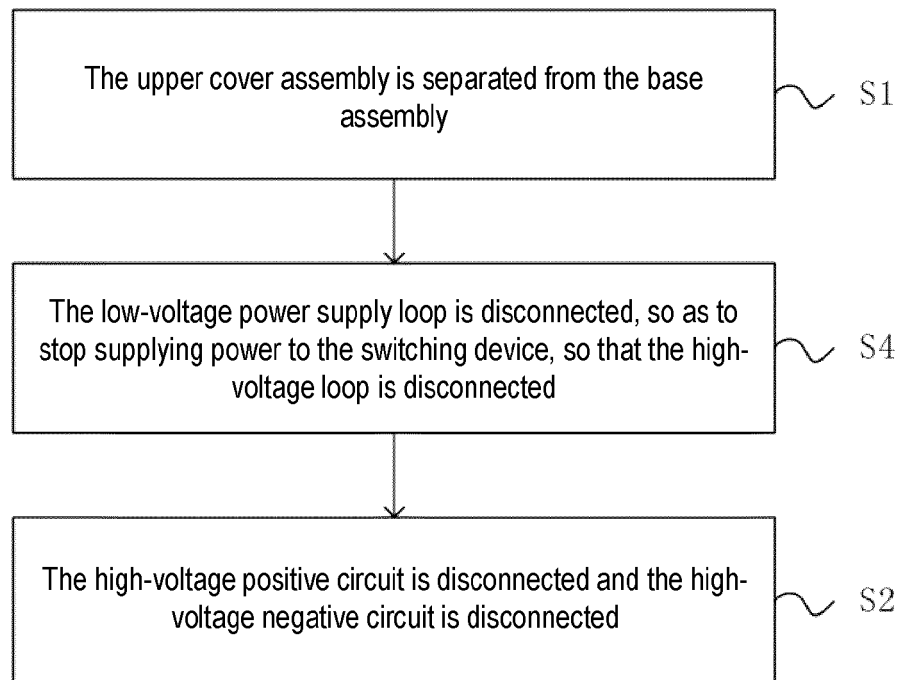 The upper cover assembly is separated from the base
assembly
S1
The low-voltage power supply loop is disconnected, so as to
stop supplying power to the switching device, so that the high-
voltage loop is disconnected
S4
The high-voltage positive circuit is disconnected and the high-
voltage negative circuit is disconnected
S2